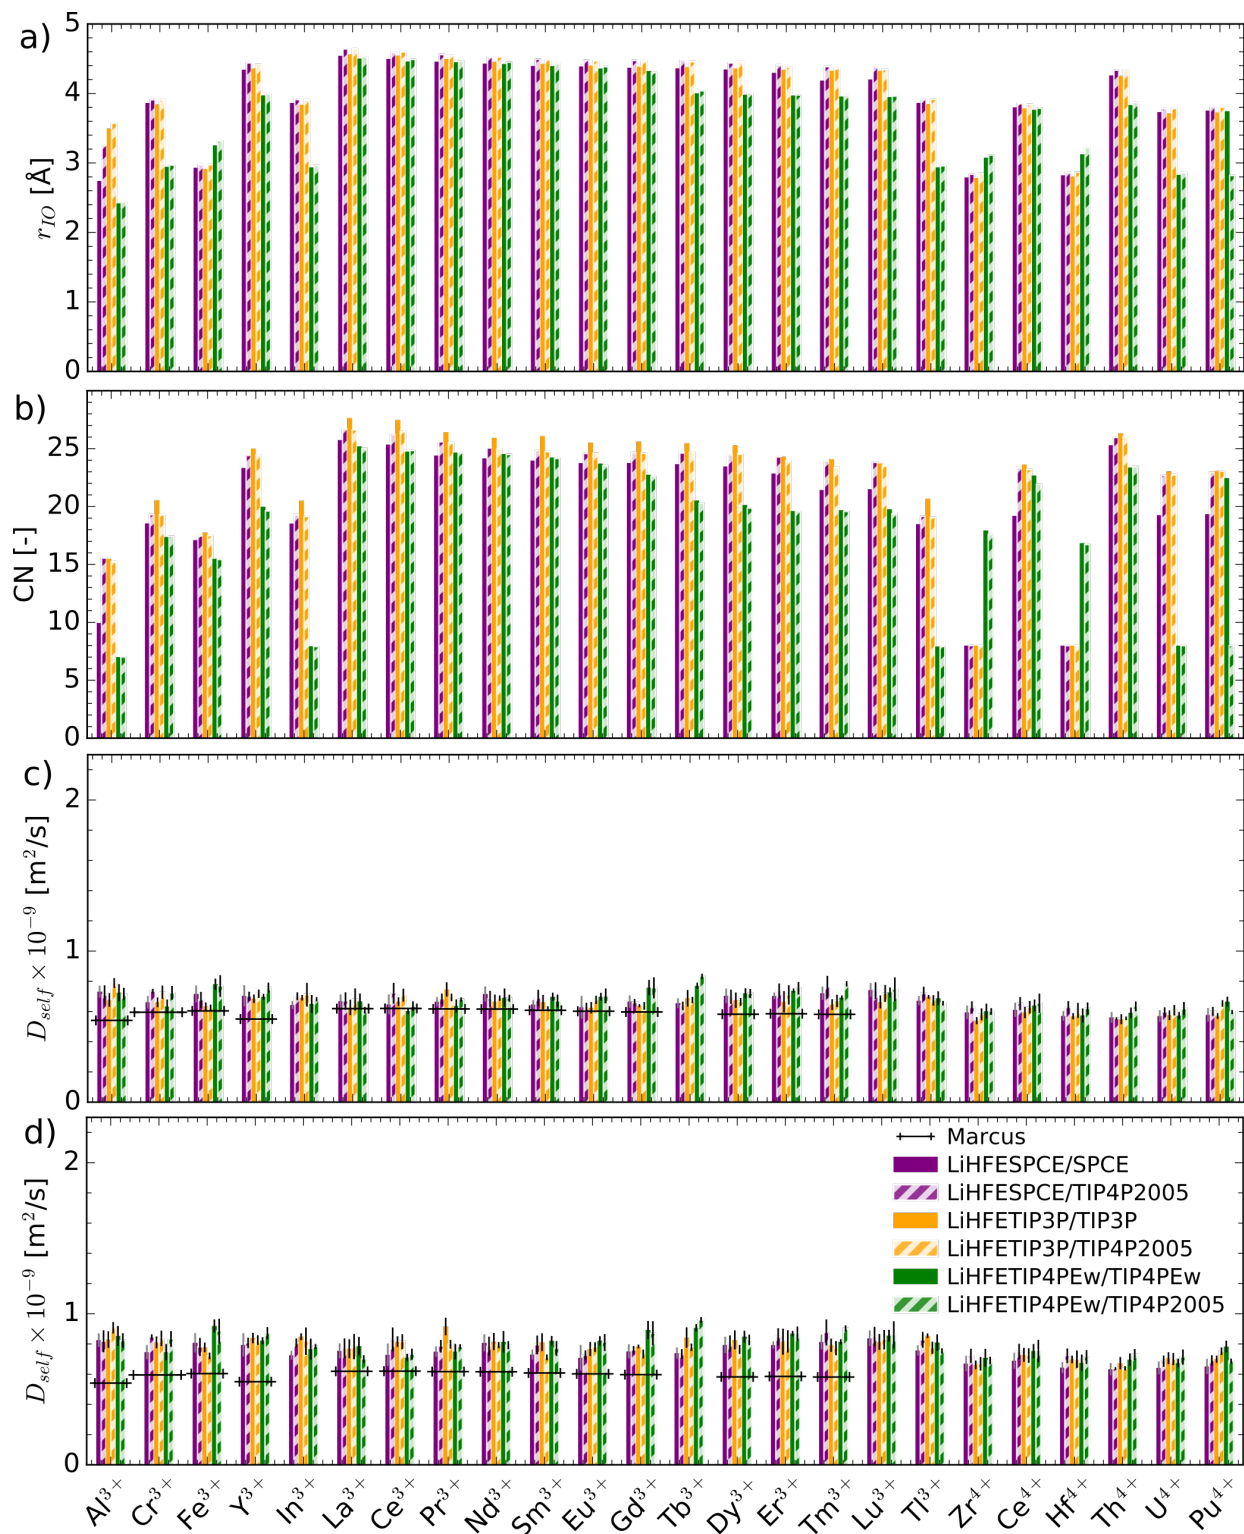 a)
5
4
3
2
1
0
r_IO [Å]
b)
25
20
15
10
5
0
CN [-]
c)
2
1
0
D_self × 10⁻⁹ [m²/s]
d)
2
1
0
D_self × 10⁻⁹ [m²/s]
Marcus
LiHFESPCE/SPCE
LiHFESPCE/TIP4P2005
LiHFETIP3P/TIP3P
LiHFETIP3P/TIP4P2005
LiHFETIP4PEw/TIP4PEw
LiHFETIP4PEw/TIP4P2005
Al³⁺
Cr³⁺
Fe³⁺
Y³⁺
In³⁺
La³⁺
Ce³⁺
Pr³⁺
Nd³⁺
Sm³⁺
Eu³⁺
Gd³⁺
Tb³⁺
Dy³⁺
Er³⁺
Tm³⁺
Lu³⁺
Tl³⁺
Zr⁴⁺
Ce⁴⁺
Hf⁴⁺
Th⁴⁺
U⁴⁺
Pu⁴⁺